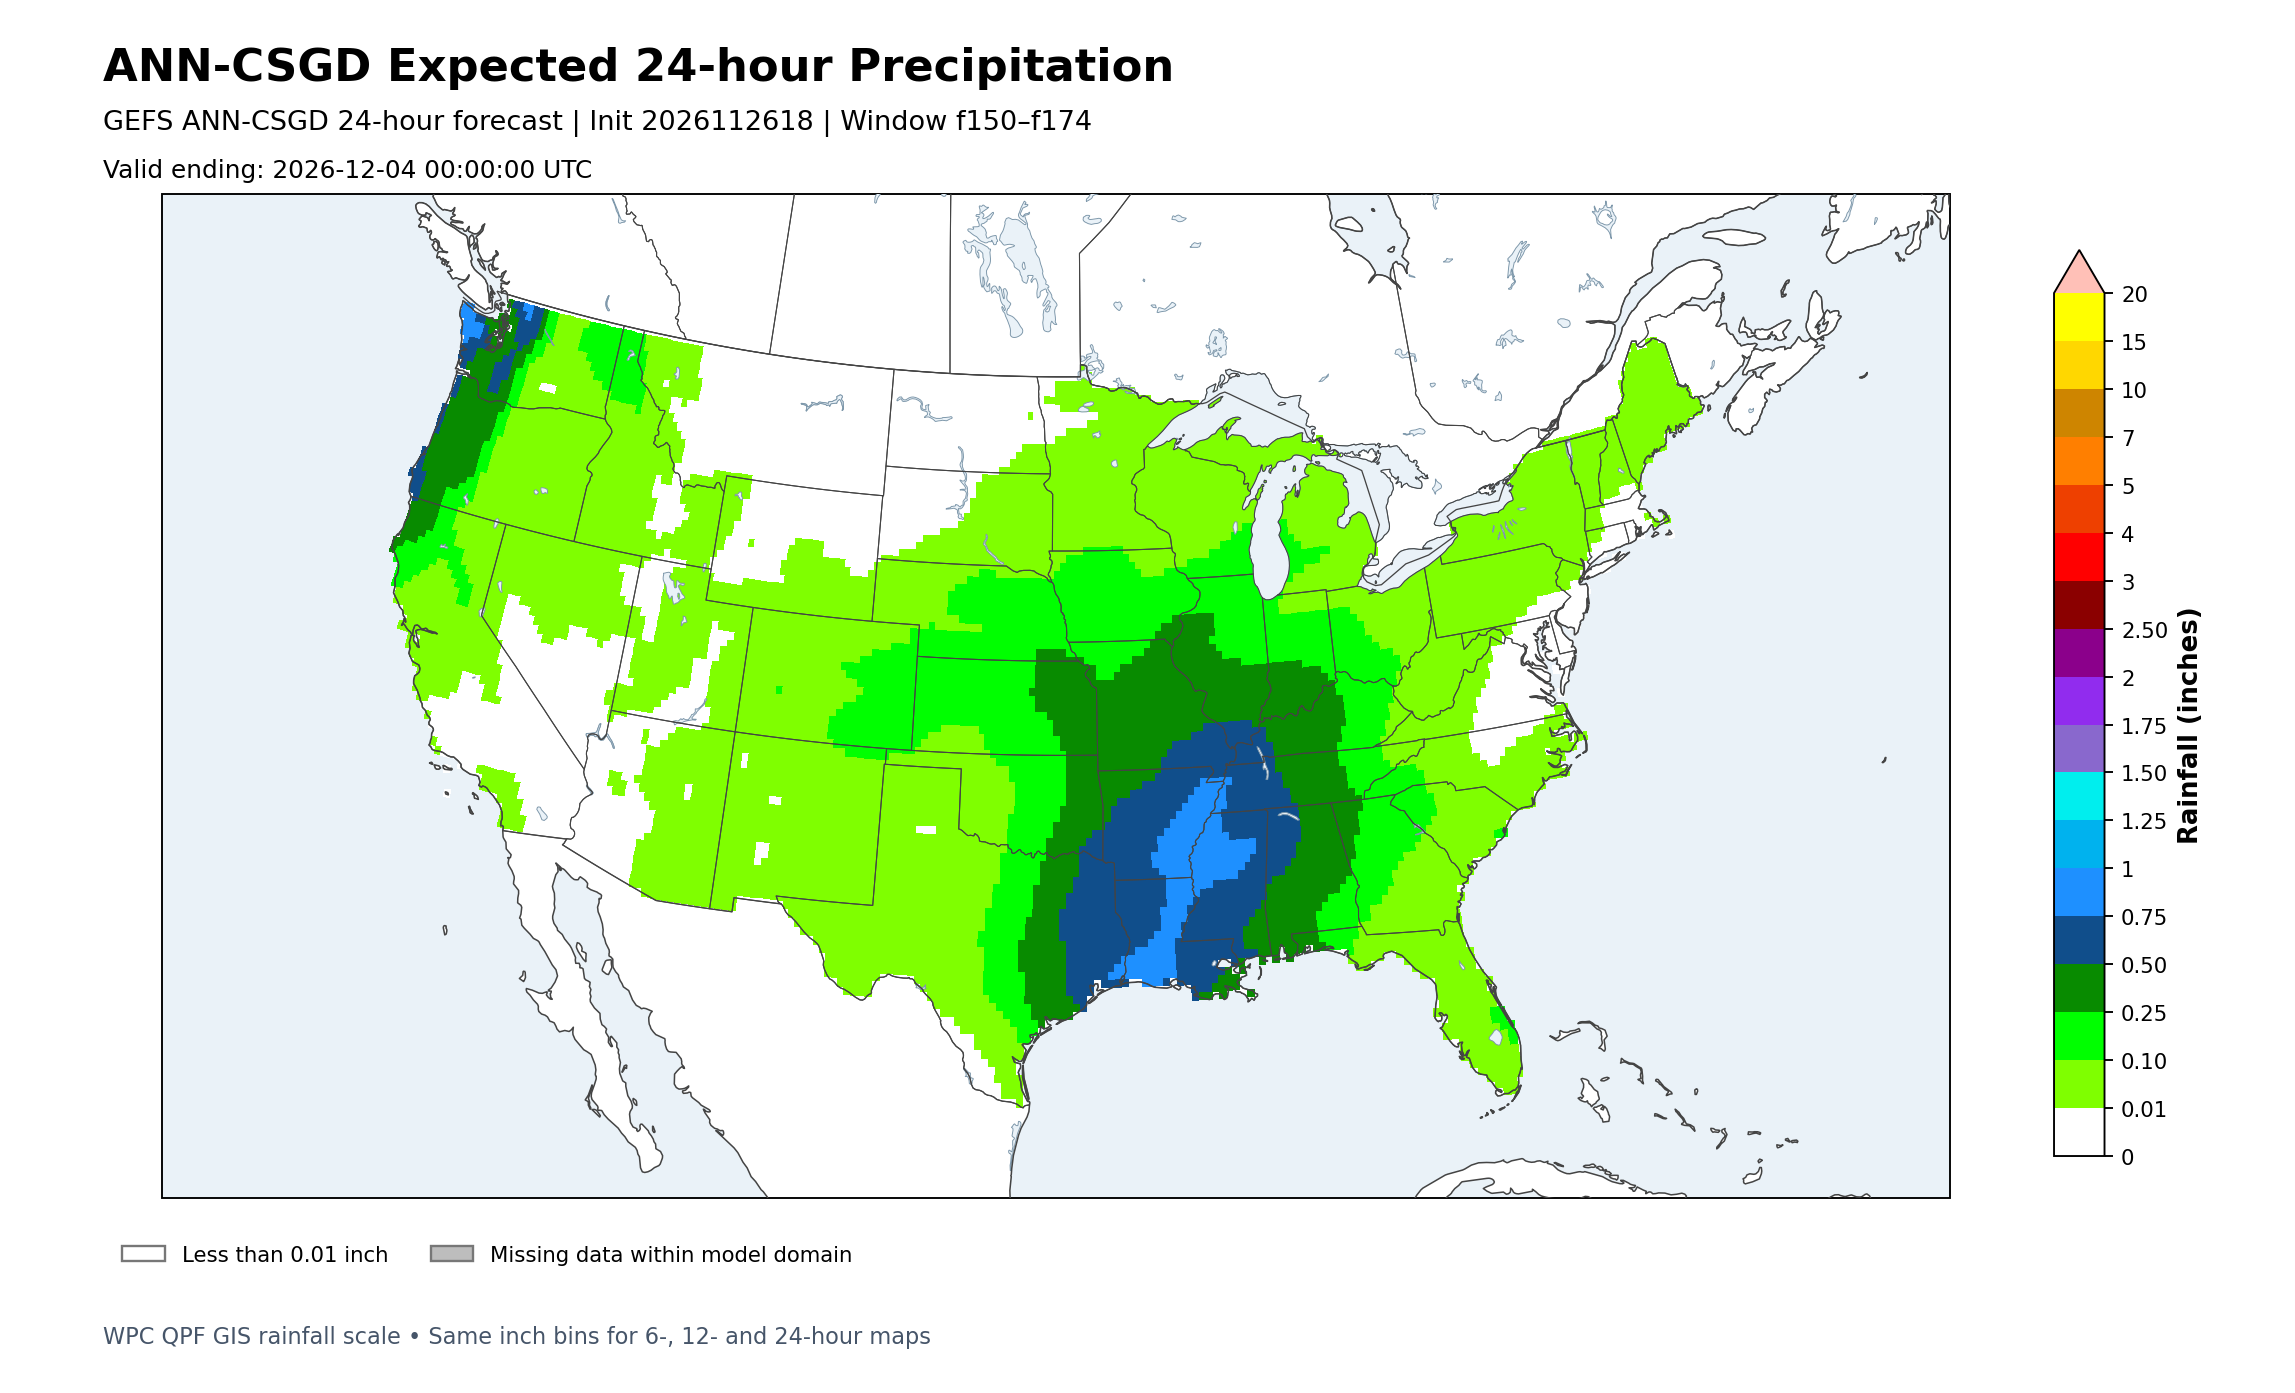 ANN-CSGD Expected 24-hour Precipitation
GEFS ANN-CSGD 24-hour forecast | Init 2026112618 | Window f150–f174
Valid ending: 2026-12-04 00:00:00 UTC
20
15
10
7
5
4
3
2.50
2
1.75
1.50
1.25
1
0.75
0.50
0.25
0.10
0.01
0
Rainfall (inches)
Less than 0.01 inch
Missing data within model domain
WPC QPF GIS rainfall scale • Same inch bins for 6-, 12- and 24-hour maps